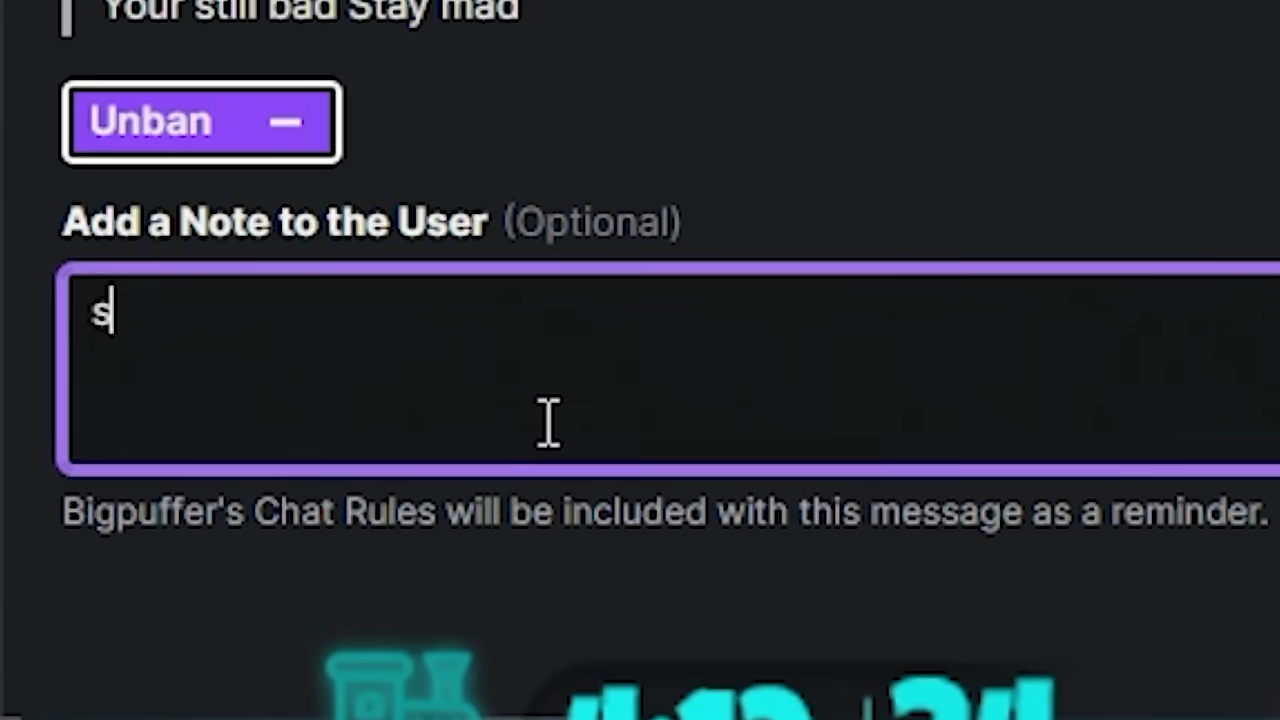 Your still bad Stay mad
Unban
Add a Note to the User (Optional)
s
Bigpuffer's Chat Rules will be included with this message as a reminder.